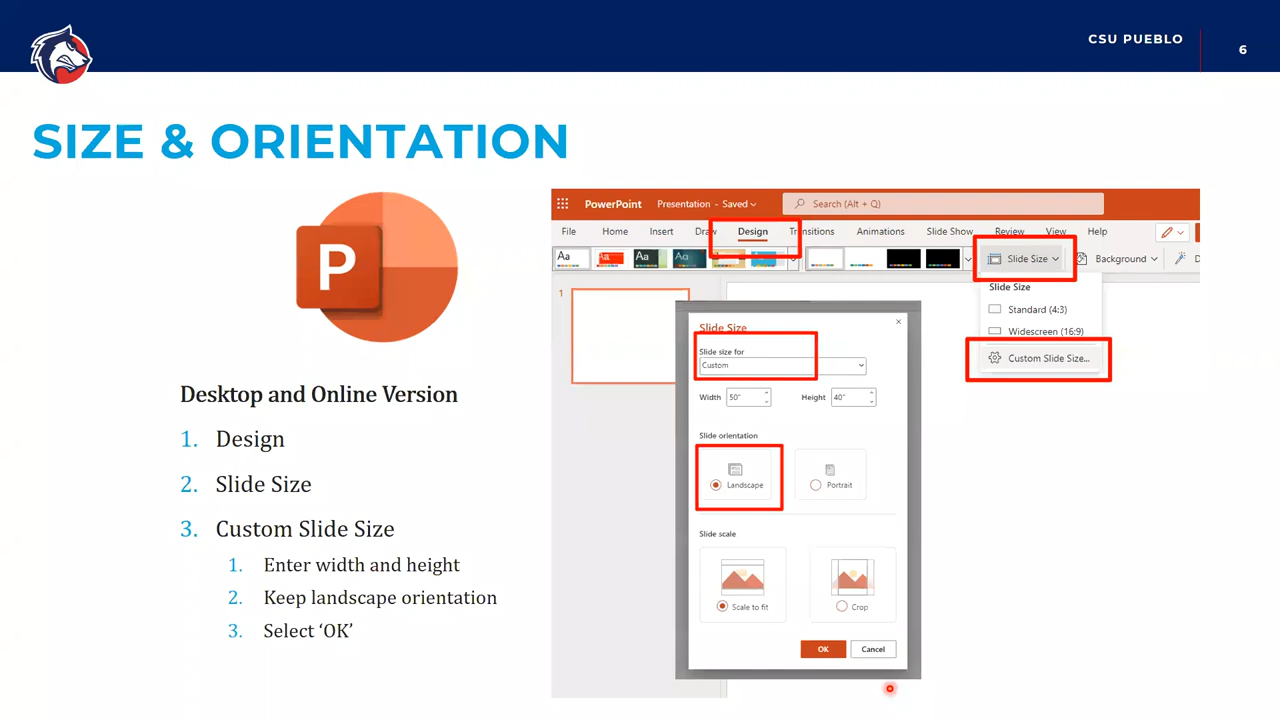 CSU PUEBLO
6
SIZE & ORIENTATION
P
Desktop and Online Version
1. Design
2. Slide Size
3. Custom Slide Size
1. Enter width and height
2. Keep landscape orientation
3. Select ‘OK’
PowerPoint Presentation - Saved Search (Alt + Q)
File Home Insert Draw Design Transitions Animations Slide Show Review View Help
Aa Aa Aa Aa Slide Size Background D
1
Slide Size
Standard (4:3)
Widescreen (16:9)
Custom Slide Size...
Slide Size
Slide size for
Custom
Width 50" Height 40"
Slide orientation
Landscape Portrait
Slide scale
Scale to fit Crop
OK Cancel